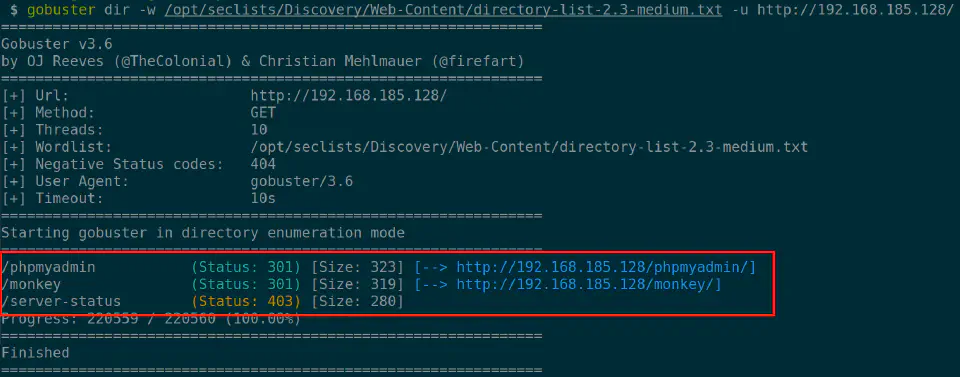 $ gobuster dir -w /opt/seclists/Discovery/Web-Content/directory-list-2.3-medium.txt -u http://192.168.185.128/
===============================================================
Gobuster v3.6
by OJ Reeves (@TheColonial) & Christian Mehlmauer (@firefart)
===============================================================
[+] Url:                     http://192.168.185.128/
[+] Method:                  GET
[+] Threads:                 10
[+] Wordlist:                /opt/seclists/Discovery/Web-Content/directory-list-2.3-medium.txt
[+] Negative Status codes:   404
[+] User Agent:              gobuster/3.6
[+] Timeout:                 10s
===============================================================
Starting gobuster in directory enumeration mode
===============================================================
/phpmyadmin           (Status: 301) [Size: 323] [--> http://192.168.185.128/phpmyadmin/]
/monkey               (Status: 301) [Size: 319] [--> http://192.168.185.128/monkey/]
/server-status        (Status: 403) [Size: 280]
Progress: 220559 / 220560 (100.00%)
===============================================================
Finished
===============================================================